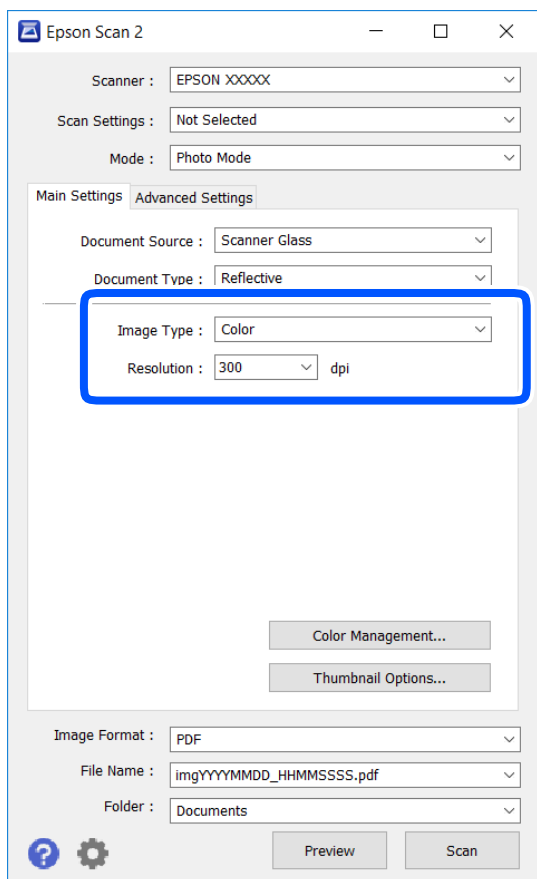 Epson Scan 2
Scanner : EPSON XXXXX
Scan Settings : Not Selected
Mode : Photo Mode
Main Settings Advanced Settings
Document Source : Scanner Glass
Document Type : Reflective
Image Type : Color
Resolution : 300 dpi
Color Management...
Thumbnail Options...
Image Format : PDF
File Name : imgYYYYMMDD_HHMMSSSS.pdf
Folder : Documents
? Preview Scan